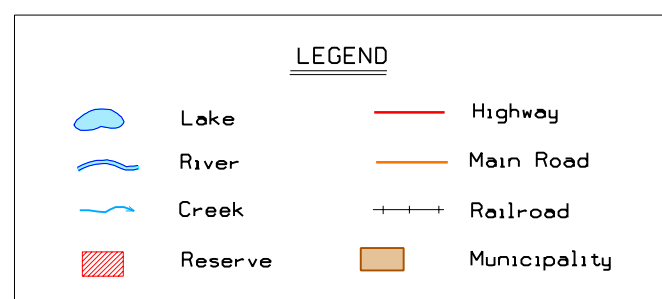 LEGEND
Lake
River
Creek
Reserve
Highway
Main Road
Railroad
Municipality